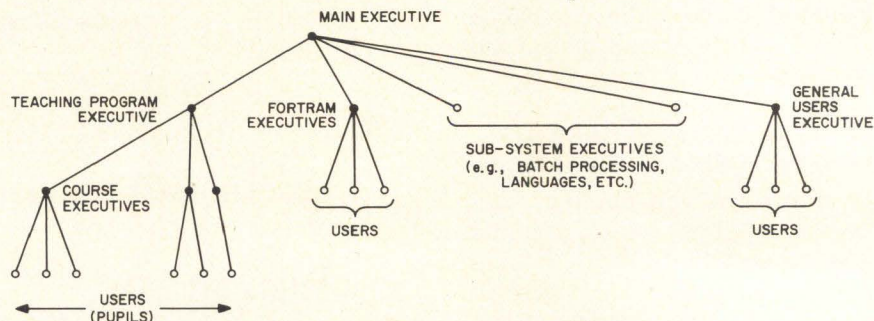 MAIN EXECUTIVE
TEACHING PROGRAM
EXECUTIVE
FORTRAM
EXECUTIVES
GENERAL
USERS
EXECUTIVE
SUB-SYSTEM EXECUTIVES
(e.g., BATCH PROCESSING,
LANGUAGES, ETC.)
COURSE
EXECUTIVES
USERS
USERS
USERS
(PUPILS)